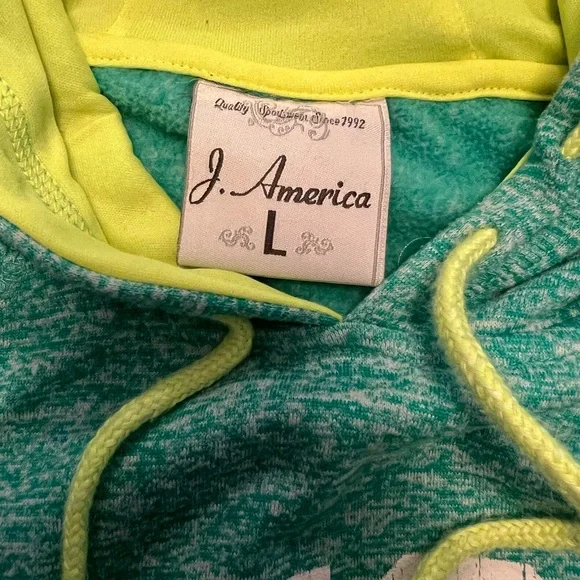 Quality Sportswear Since 1992
J. America
L